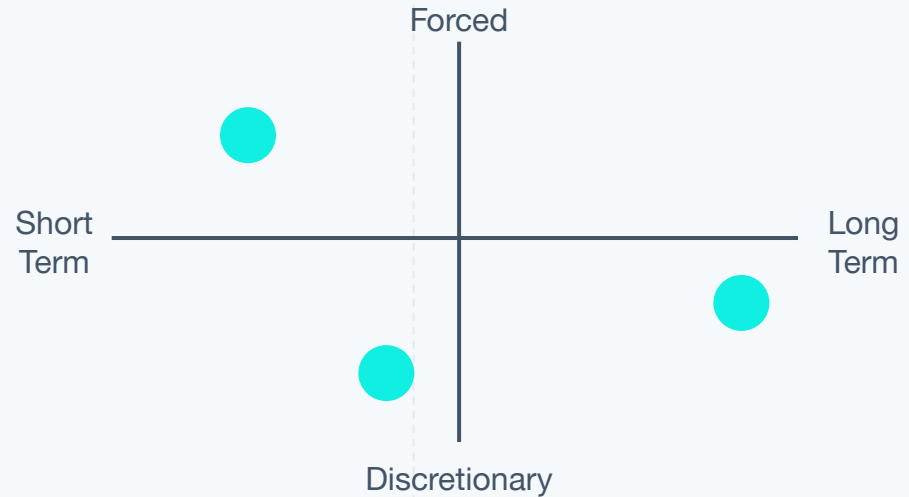 Forced
Short
Term
Long
Term
Discretionary